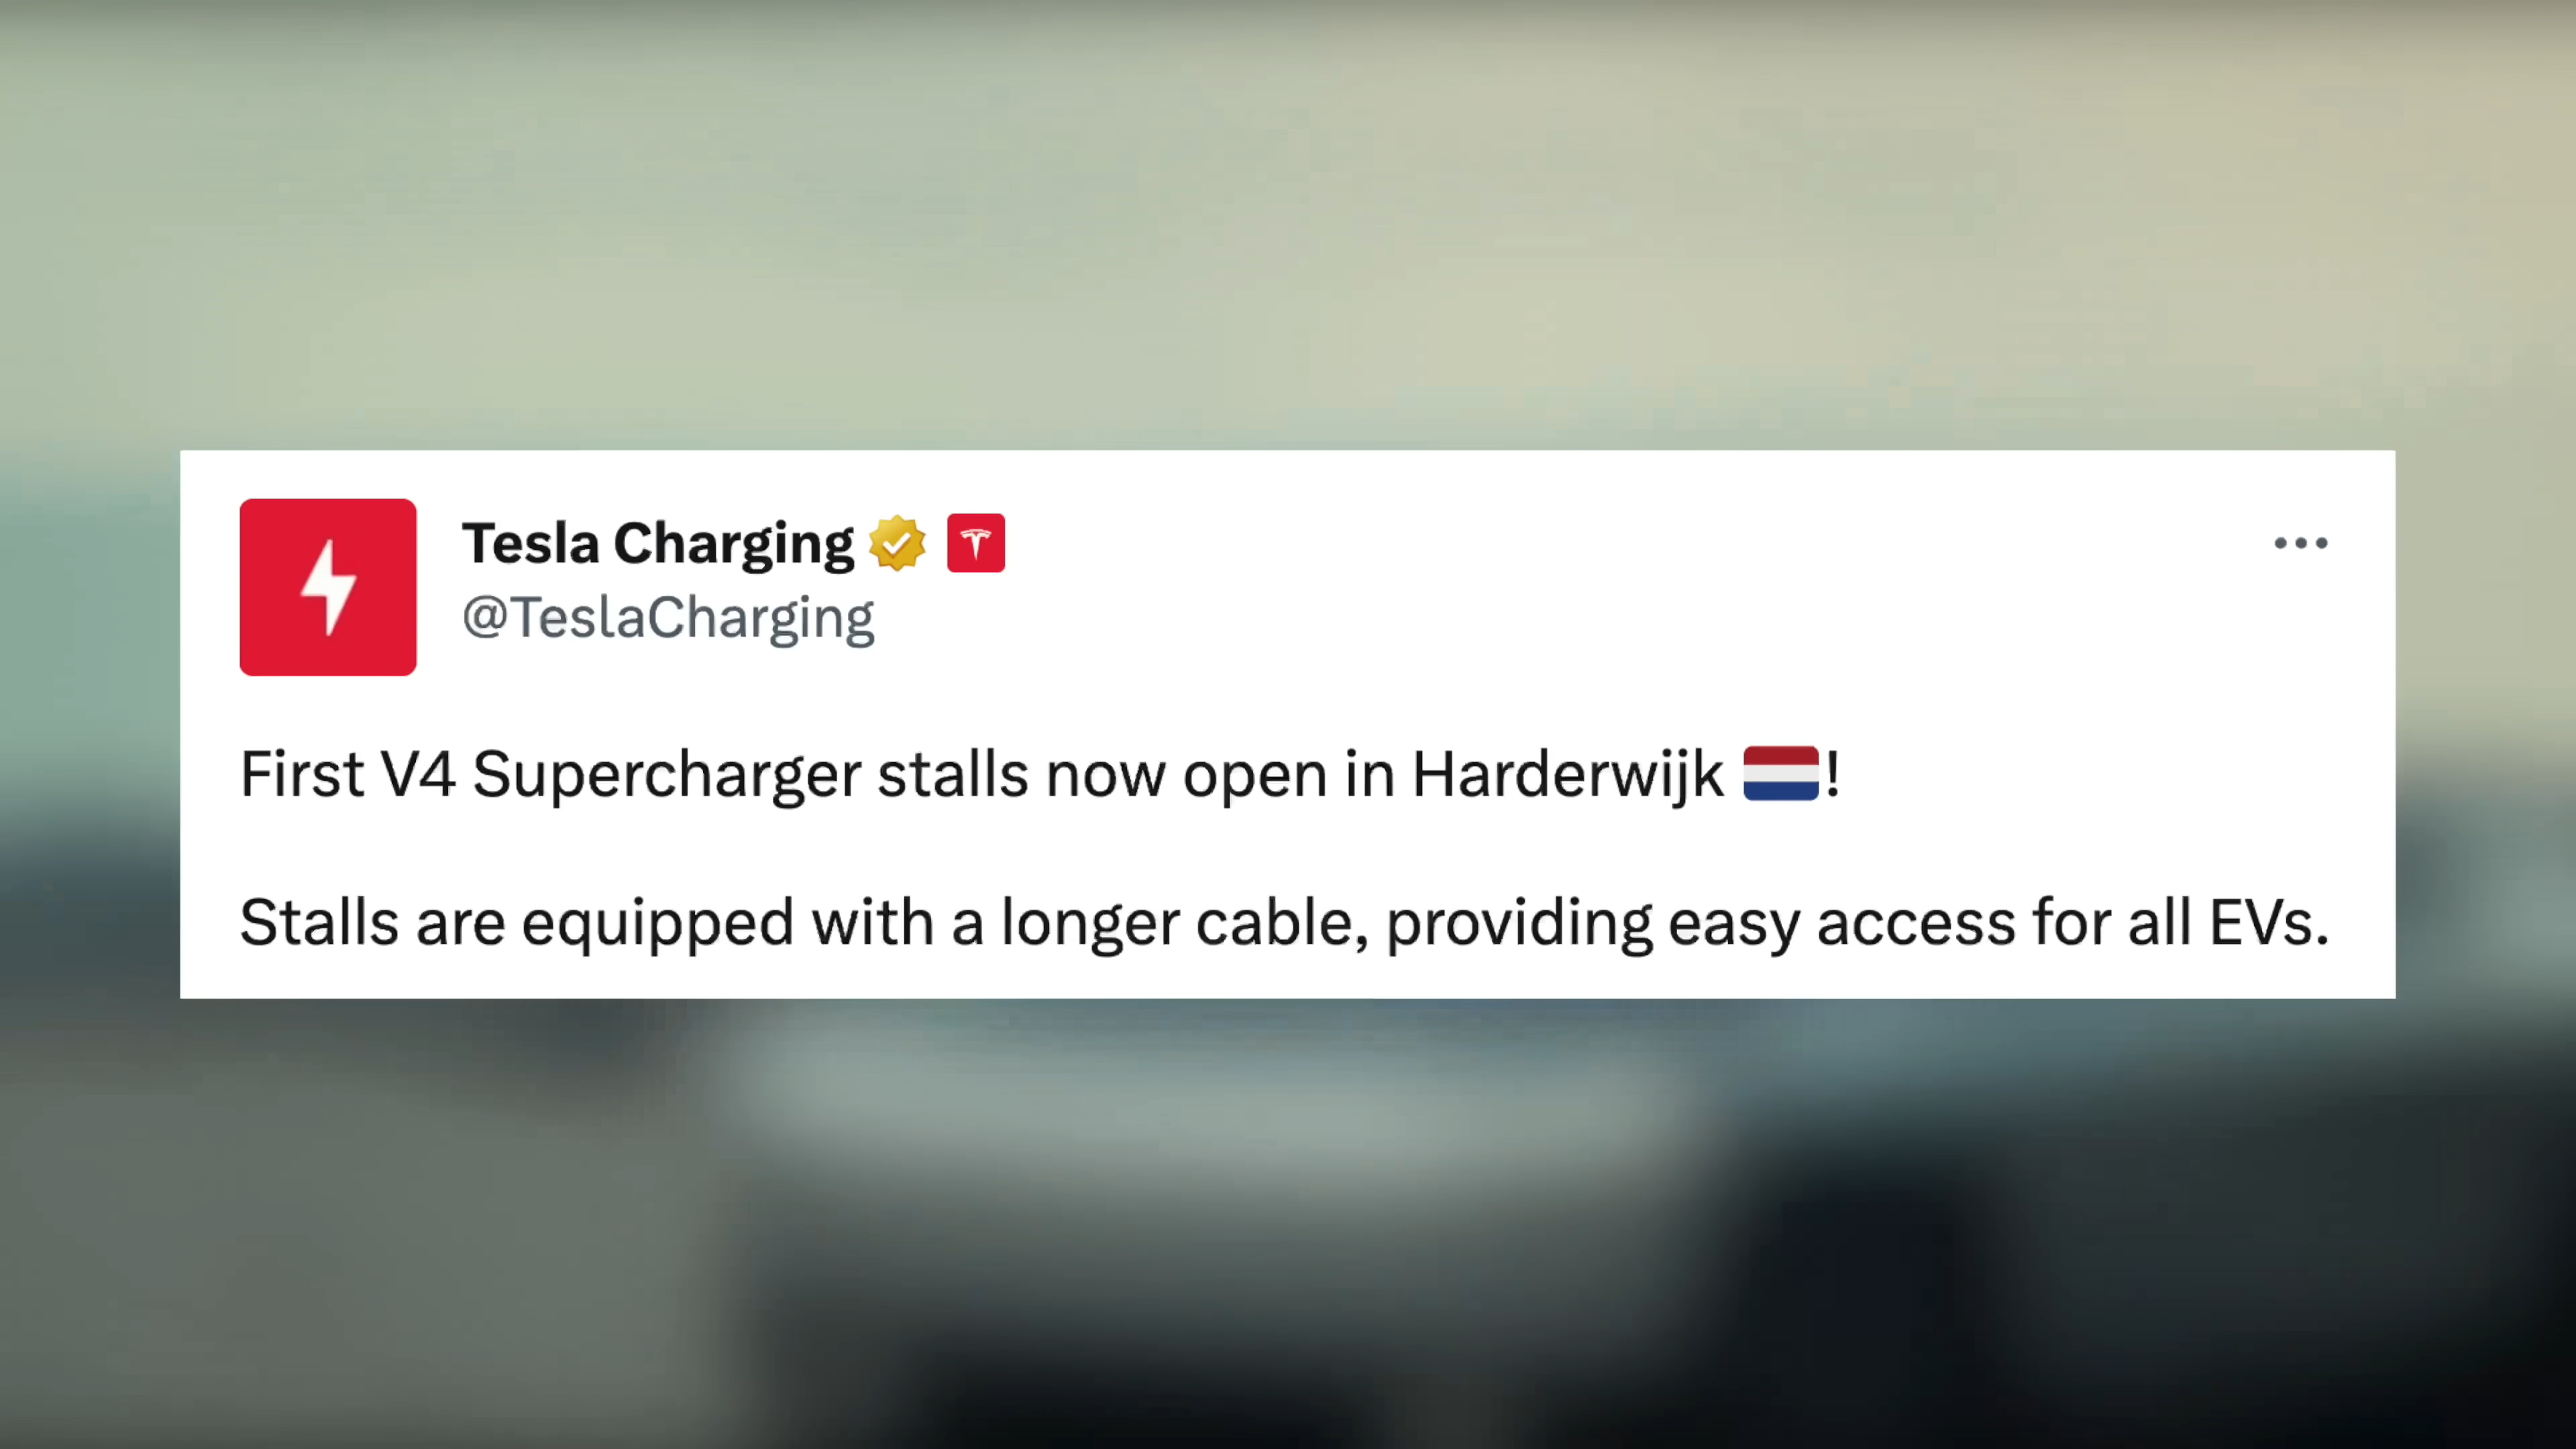 Tesla Charging
@TeslaCharging
First V4 Supercharger stalls now open in Harderwijk 🇳🇱!
Stalls are equipped with a longer cable, providing easy access for all EVs.